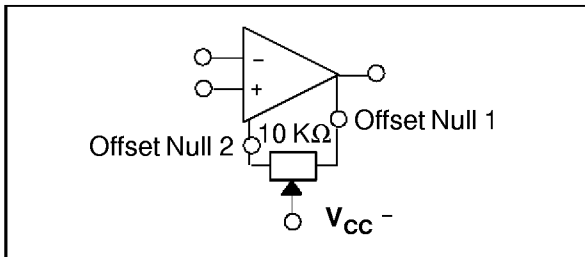 −
+
10 KΩ
Offset Null 1
Offset Null 2
VCC −